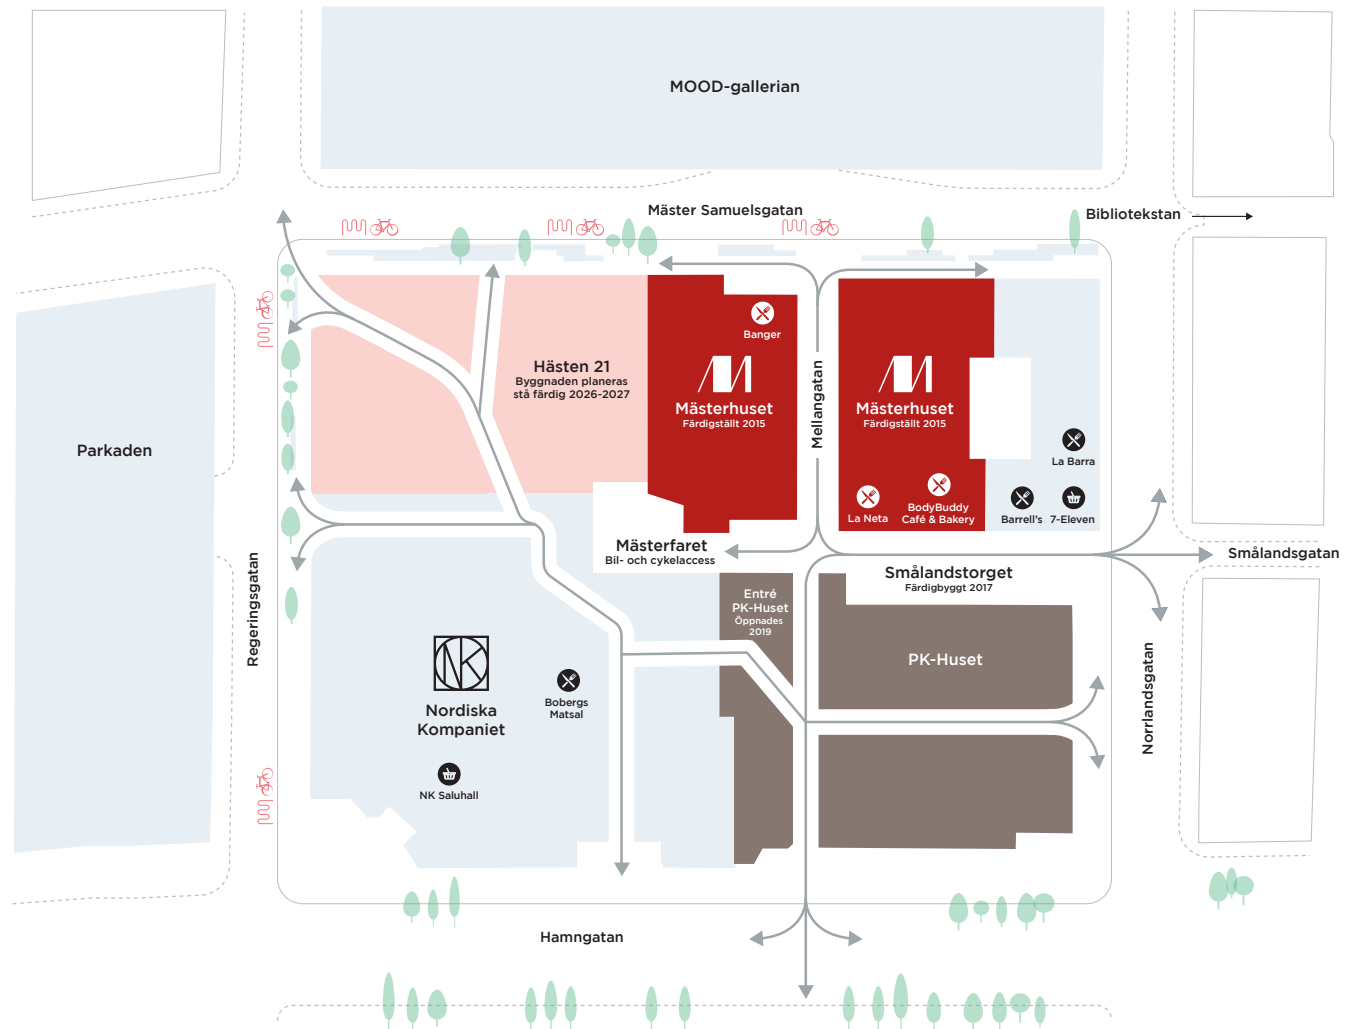 MOOD-gallerian
Mäster Samuelsgatan
Bibliotekstan
Banger
Hästen 21
Byggnaden planeras
stå färdig 2026-2027
Mästerhuset
Färdigställt 2015
Mellangatan
Mästerhuset
Färdigställt 2015
Parkaden
La Barra
La Neta
BodyBuddy
Café & Bakery
Barrell's
7-Eleven
Mästerfaret
Bil- och cykelaccess
Smålandsgatan
Smålandstorget
Färdigbyggt 2017
Regeringsgatan
Entré
PK-Huset
Öppnades
2019
PK-Huset
Norrlandsgatan
NK
Nordiska
Kompaniet
Bobergs
Matsal
NK Saluhall
Hamngatan